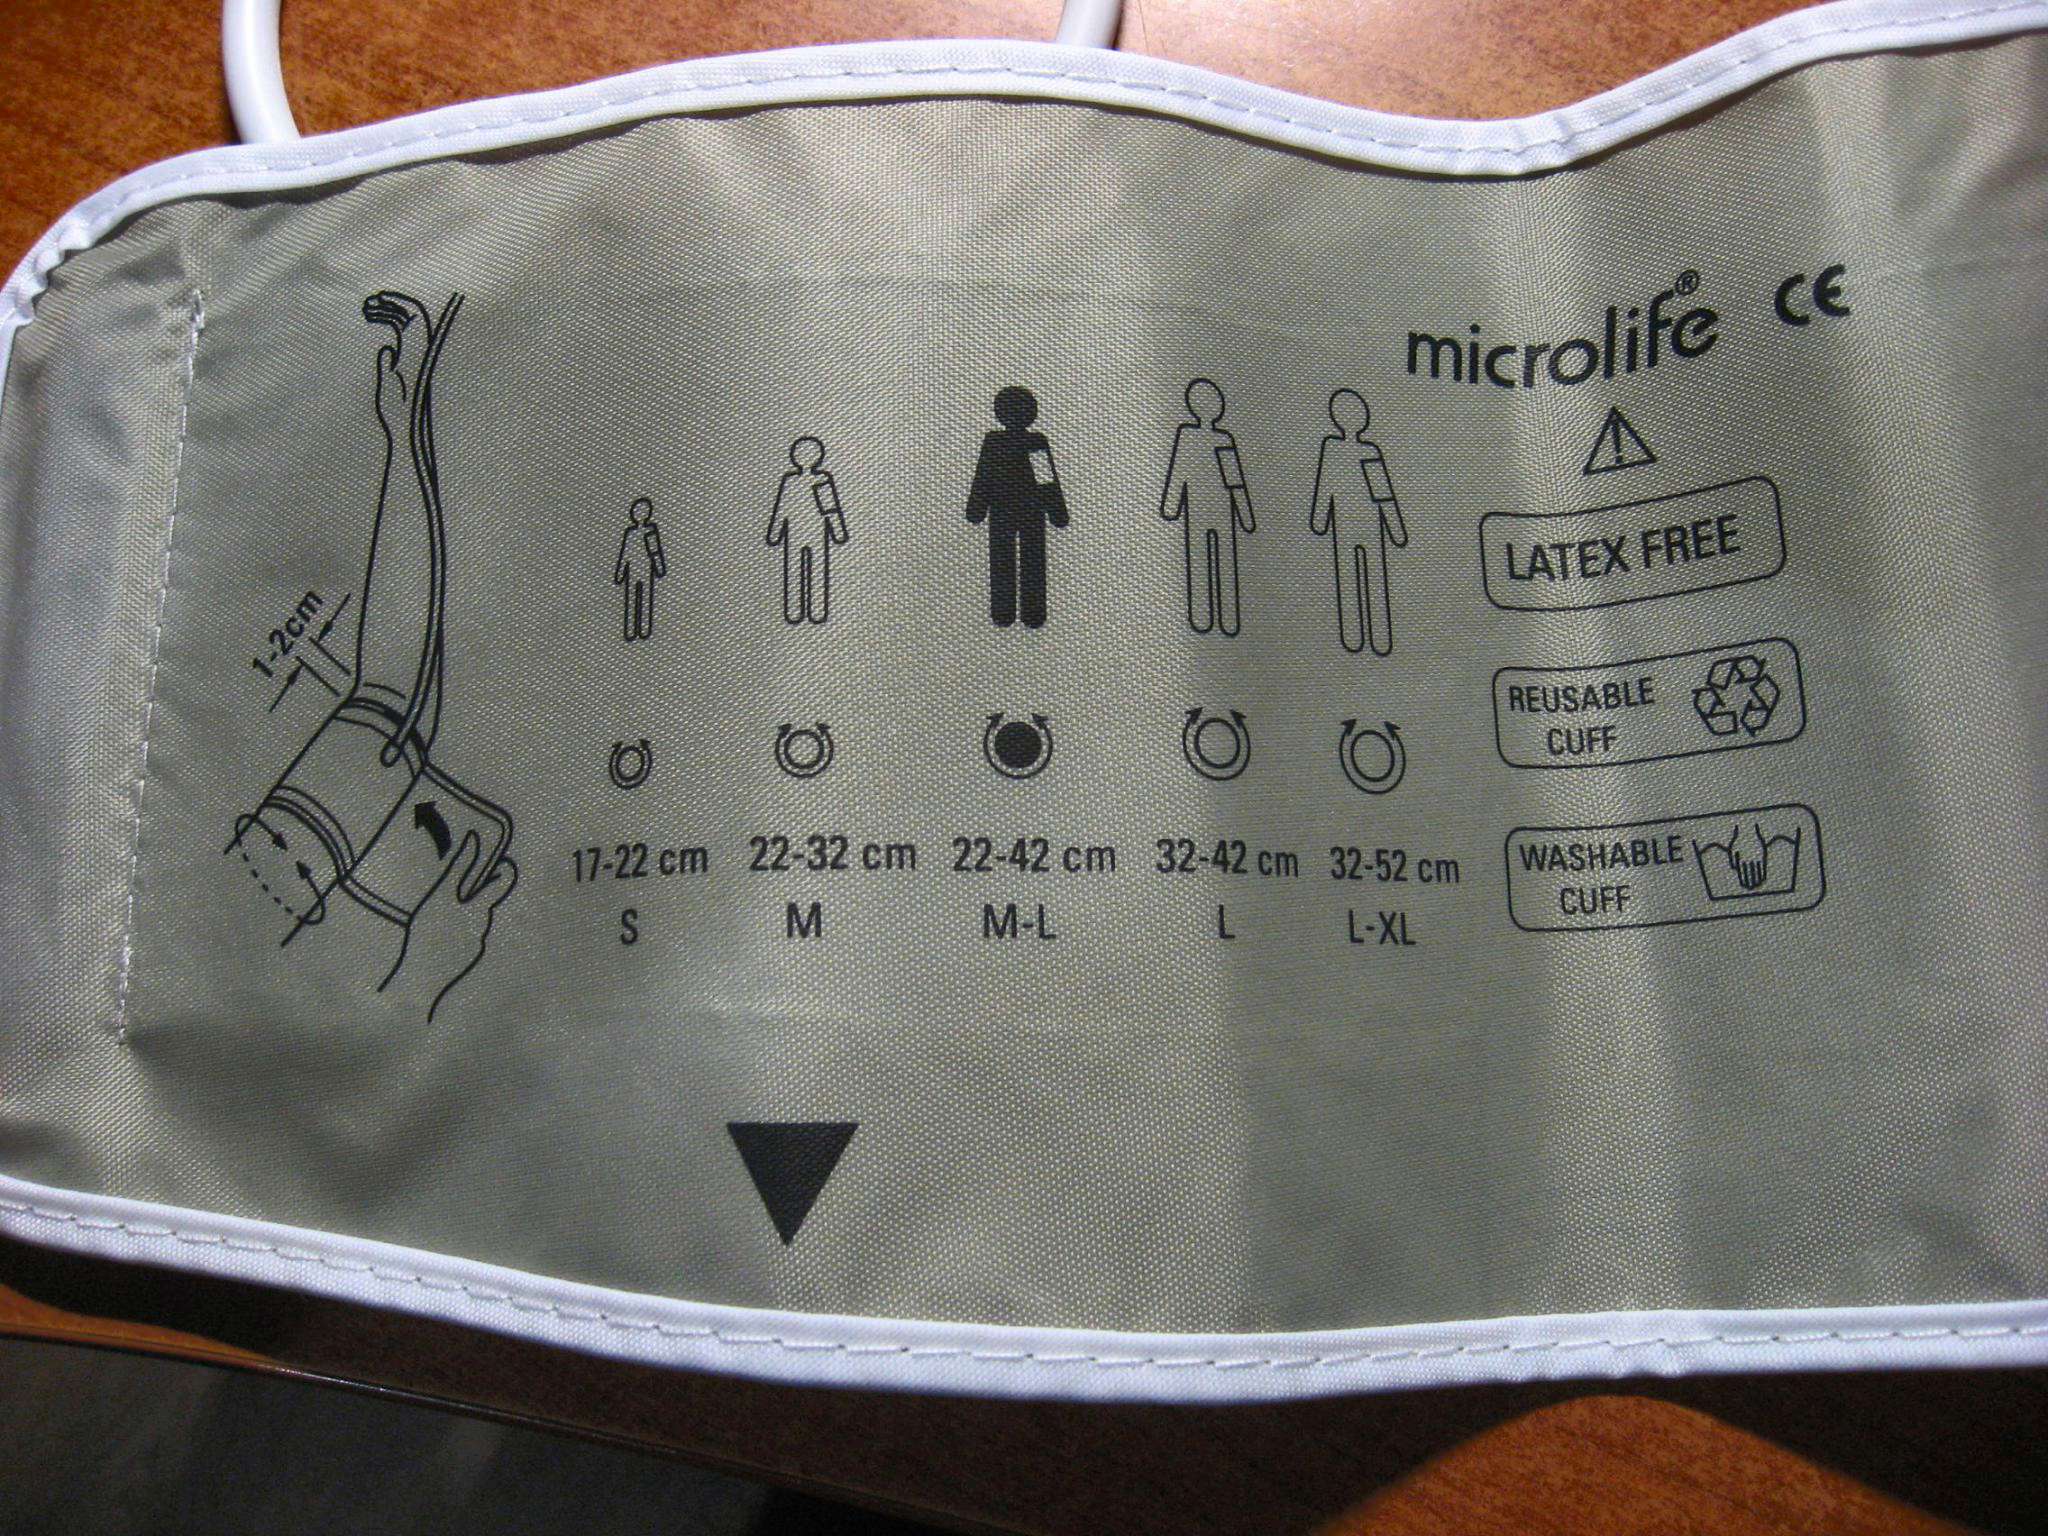 microlife® CE
1-2cm
LATEX FREE
REUSABLE
CUFF
WASHABLE
CUFF
17-22 cm 22-32 cm 22-42 cm 32-42 cm 32-52 cm
S M M-L L L-XL